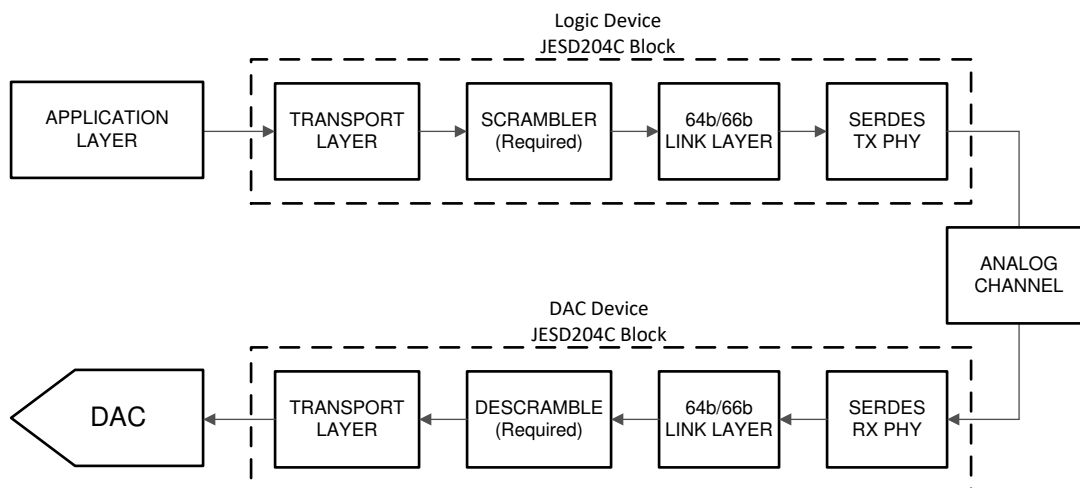 Logic Device
JESD204C Block
APPLICATION
LAYER
TRANSPORT
LAYER
SCRAMBLER
(Required)
64b/66b
LINK LAYER
SERDES
TX PHY
ANALOG
CHANNEL
DAC Device
JESD204C Block
DAC
TRANSPORT
LAYER
DESCRAMBLE
(Required)
64b/66b
LINK LAYER
SERDES
RX PHY